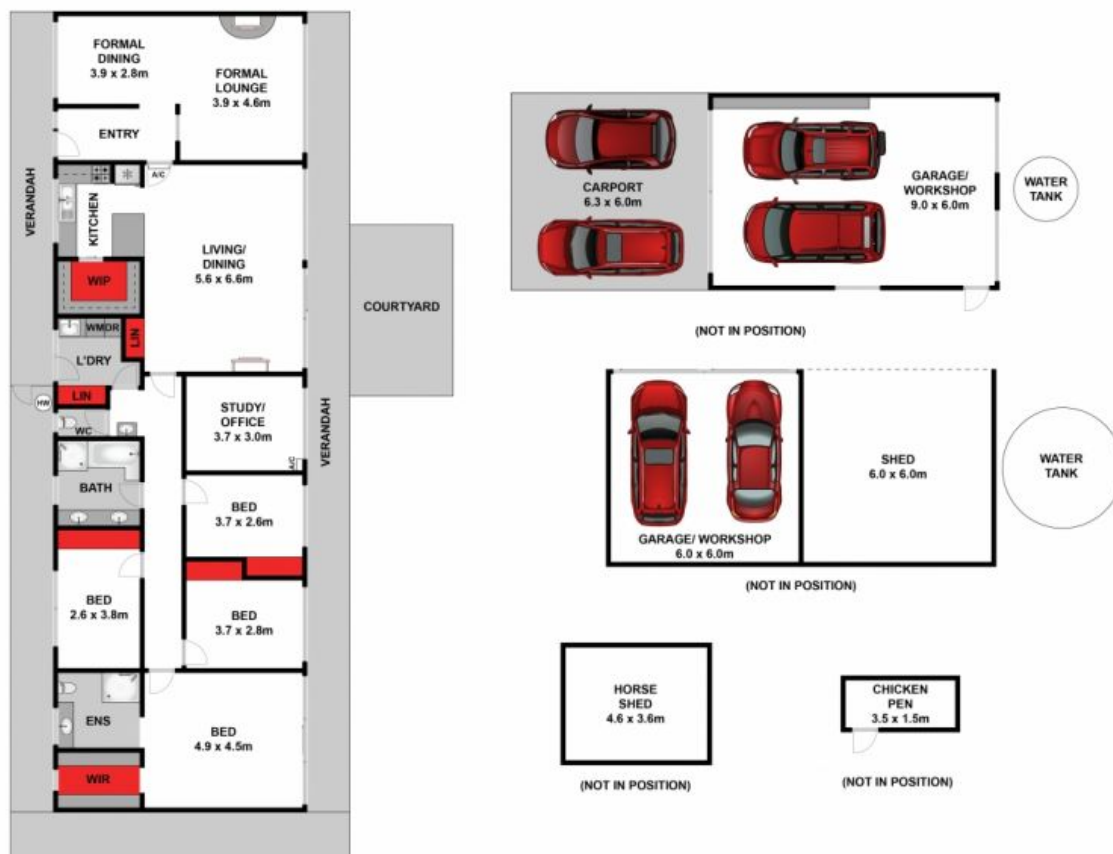 FORMAL
DINING
3.9 x 2.8m
FORMAL
LOUNGE
3.9 x 4.6m
ENTRY
A/C
VERANDAH
KITCHEN
LIVING/
DINING
5.6 x 6.6m
WIP
COURTYARD
WMDR
LIN
L'DRY
LIN
HW
WC
STUDY/
OFFICE
3.7 x 3.0m
A/C
VERANDAH
BATH
BED
3.7 x 2.6m
BED
2.6 x 3.8m
BED
3.7 x 2.8m
ENS
BED
4.9 x 4.5m
WIR
CARPORT
6.3 x 6.0m
GARAGE/
WORKSHOP
9.0 x 6.0m
WATER
TANK
(NOT IN POSITION)
SHED
6.0 x 6.0m
WATER
TANK
GARAGE/ WORKSHOP
6.0 x 6.0m
(NOT IN POSITION)
HORSE
SHED
4.6 x 3.6m
(NOT IN POSITION)
CHICKEN
PEN
3.5 x 1.5m
(NOT IN POSITION)